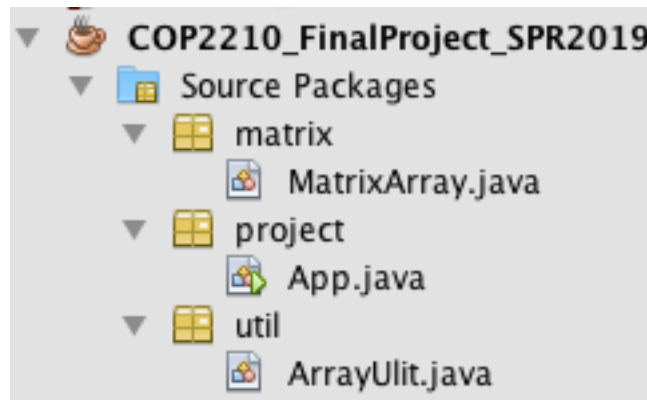 COP2210_FinalProject_SPR2019
Source Packages
matrix
MatrixArray.java
project
App.java
util
ArrayUlit.java